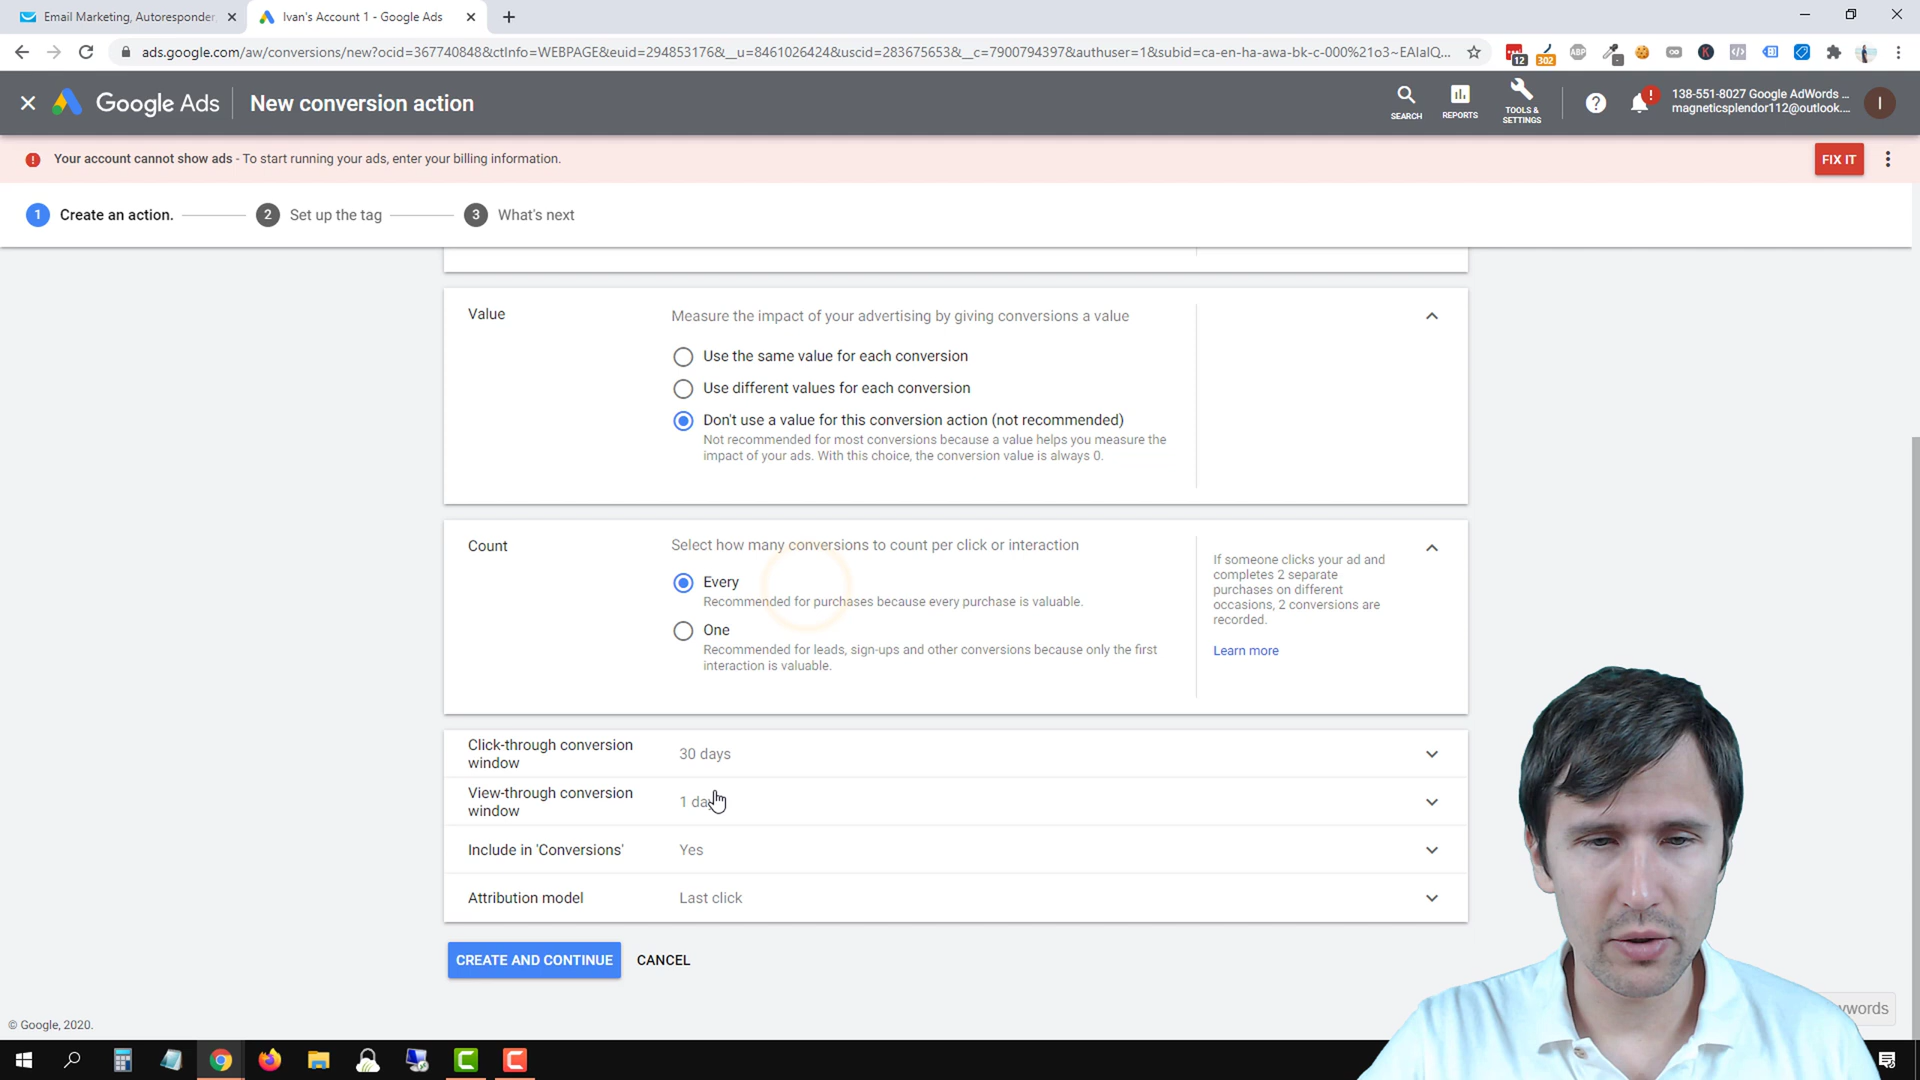 Email Marketing, Autoresponder,
Ivan's Account 1 - Google Ads
ads.google.com/aw/conversions/new?ocid=367740848&ctInfo=WEBPAGE&euid=294853176&__u=8461026424&uscid=283675653&__c=7900794397&authuser=1&subid=ca-en-ha-awa-bk-c-000%21o3~EAIaIQ...
12
302
ABP
Google Ads
New conversion action
SEARCH
REPORTS
TOOLS &
SETTINGS
138-551-8027 Google AdWords ...
magneticsplendor112@outlook....
I
Your account cannot show ads - To start running your ads, enter your billing information.
FIX IT
1 Create an action.
2 Set up the tag
3 What's next
Value
Measure the impact of your advertising by giving conversions a value
Use the same value for each conversion
Use different values for each conversion
Don't use a value for this conversion action (not recommended)
Not recommended for most conversions because a value helps you measure the
impact of your ads. With this choice, the conversion value is always 0.
Count
Select how many conversions to count per click or interaction
Every
Recommended for purchases because every purchase is valuable.
One
Recommended for leads, sign-ups and other conversions because only the first
interaction is valuable.
If someone clicks your ad and
completes 2 separate
purchases on different
occasions, 2 conversions are
recorded.
Learn more
Click-through conversion
window
30 days
View-through conversion
window
1 da
Include in 'Conversions'
Yes
Attribution model
Last click
CREATE AND CONTINUE
CANCEL
© Google, 2020.